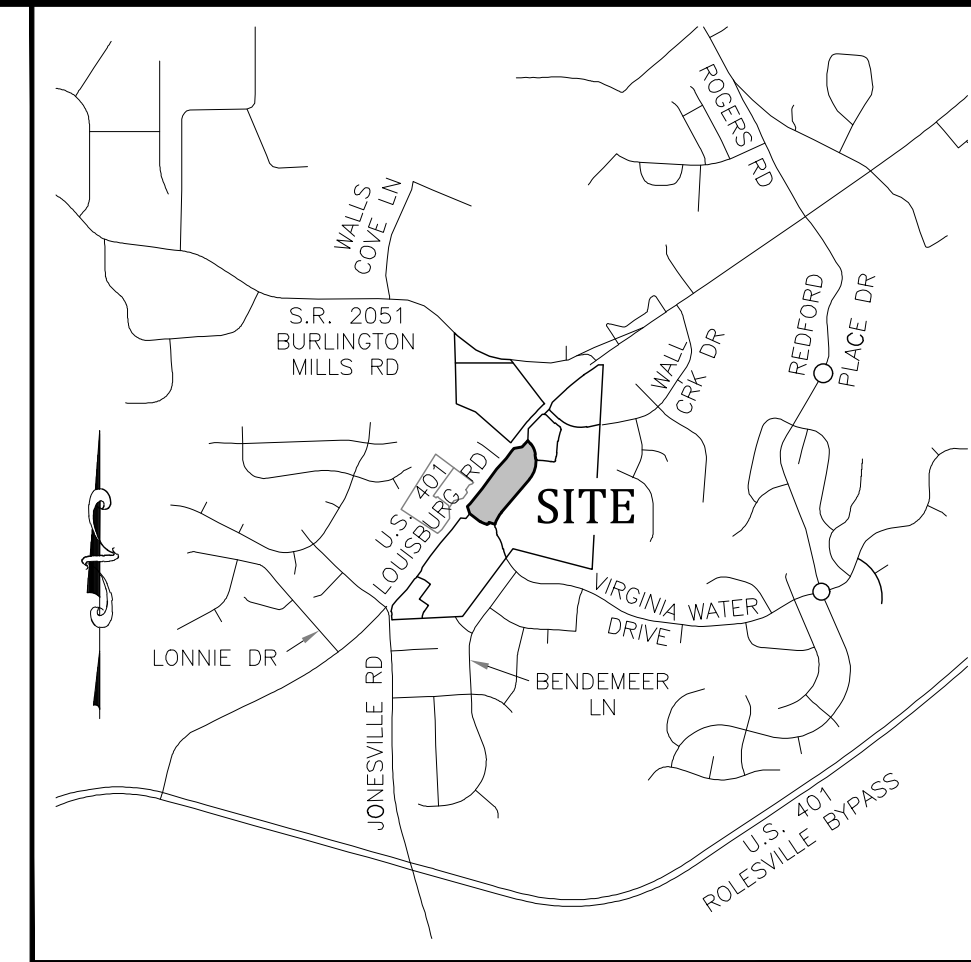 ROGERS RD
WALLS
COVE LN
S.R. 2051
BURLINGTON
MILLS RD
REDFORD
PLACE DR
WALL
CRK DR
U.S. 401
LOUISBURG RD
SITE
VIRGINIA WATER
DRIVE
LONNIE DR
BENDEMEER
LN
JONESVILLE RD
U.S. 401
ROLESVILLE BYPASS